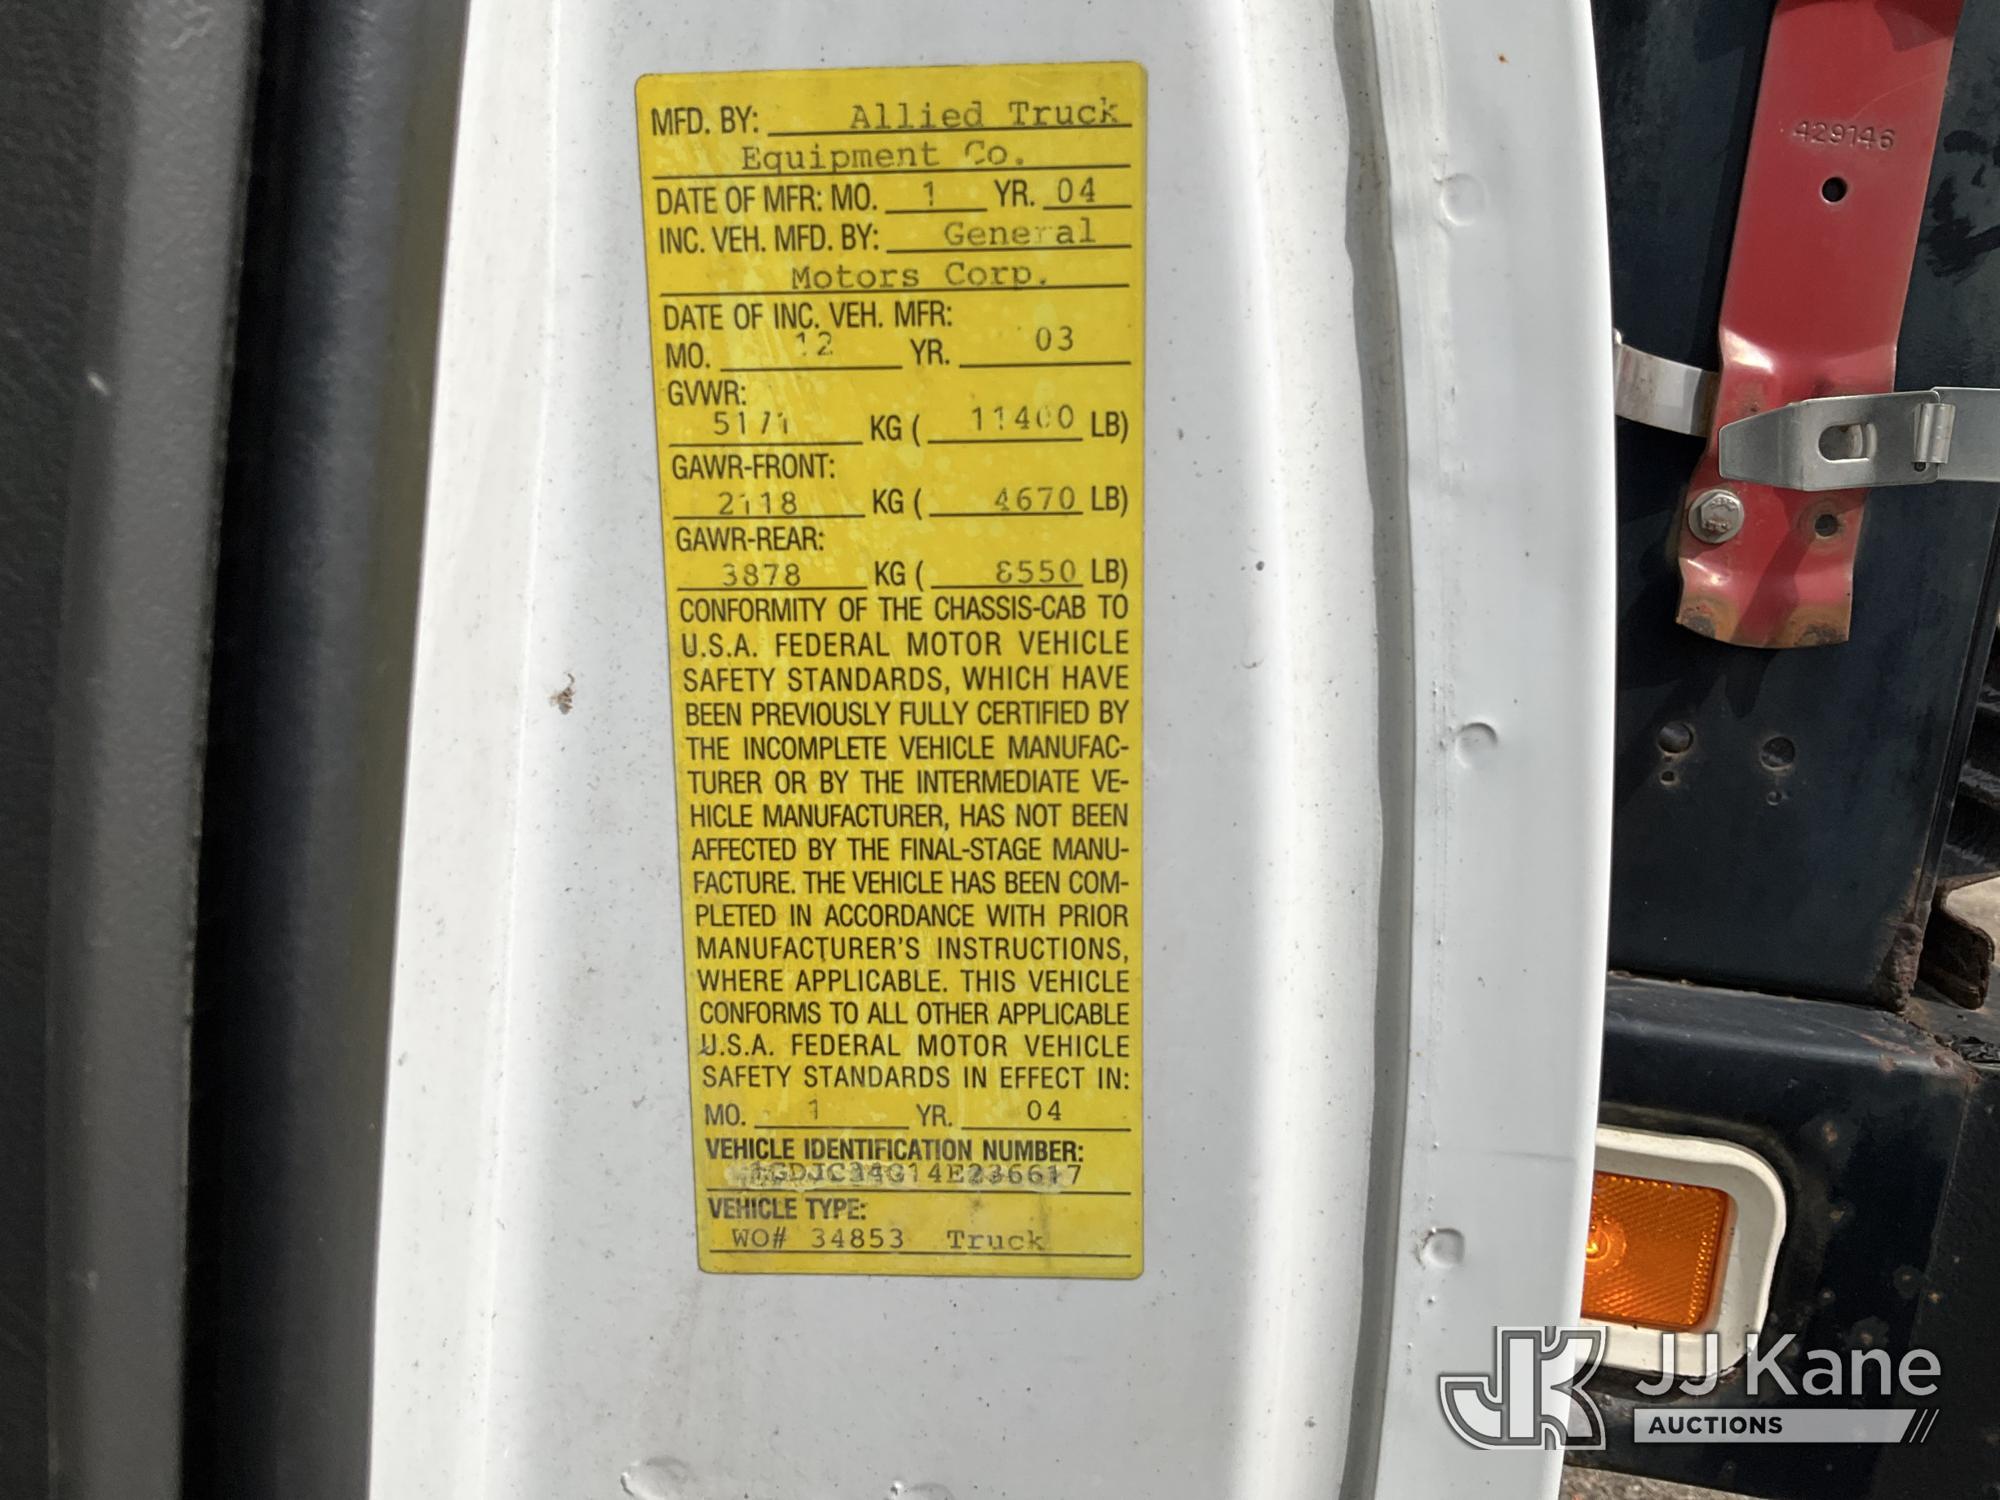 MFD. BY: Allied Truck
Equipment Co.
DATE OF MFR: MO. 1 YR. 04
INC. VEH. MFD. BY: General
Motors Corp.
DATE OF INC. VEH. MFR:
MO. 12 YR. 03
GVWR:
5171 KG ( 11400 LB)
GAWR-FRONT:
2118 KG ( 4670 LB)
GAWR-REAR:
3878 KG ( 8550 LB)
CONFORMITY OF THE CHASSIS-CAB TO
U.S.A. FEDERAL MOTOR VEHICLE
SAFETY STANDARDS, WHICH HAVE
BEEN PREVIOUSLY FULLY CERTIFIED BY
THE INCOMPLETE VEHICLE MANUFAC-
TURER OR BY THE INTERMEDIATE VE-
HICLE MANUFACTURER, HAS NOT BEEN
AFFECTED BY THE FINAL-STAGE MANU-
FACTURE. THE VEHICLE HAS BEEN COM-
PLETED IN ACCORDANCE WITH PRIOR
MANUFACTURER'S INSTRUCTIONS,
WHERE APPLICABLE. THIS VEHICLE
CONFORMS TO ALL OTHER APPLICABLE
U.S.A. FEDERAL MOTOR VEHICLE
SAFETY STANDARDS IN EFFECT IN:
MO. 1 YR. 04
VEHICLE IDENTIFICATION NUMBER:
1GDJC34G14E236617
VEHICLE TYPE:
WO# 34853 Truck
429146
JK
JJ Kane
AUCTIONS